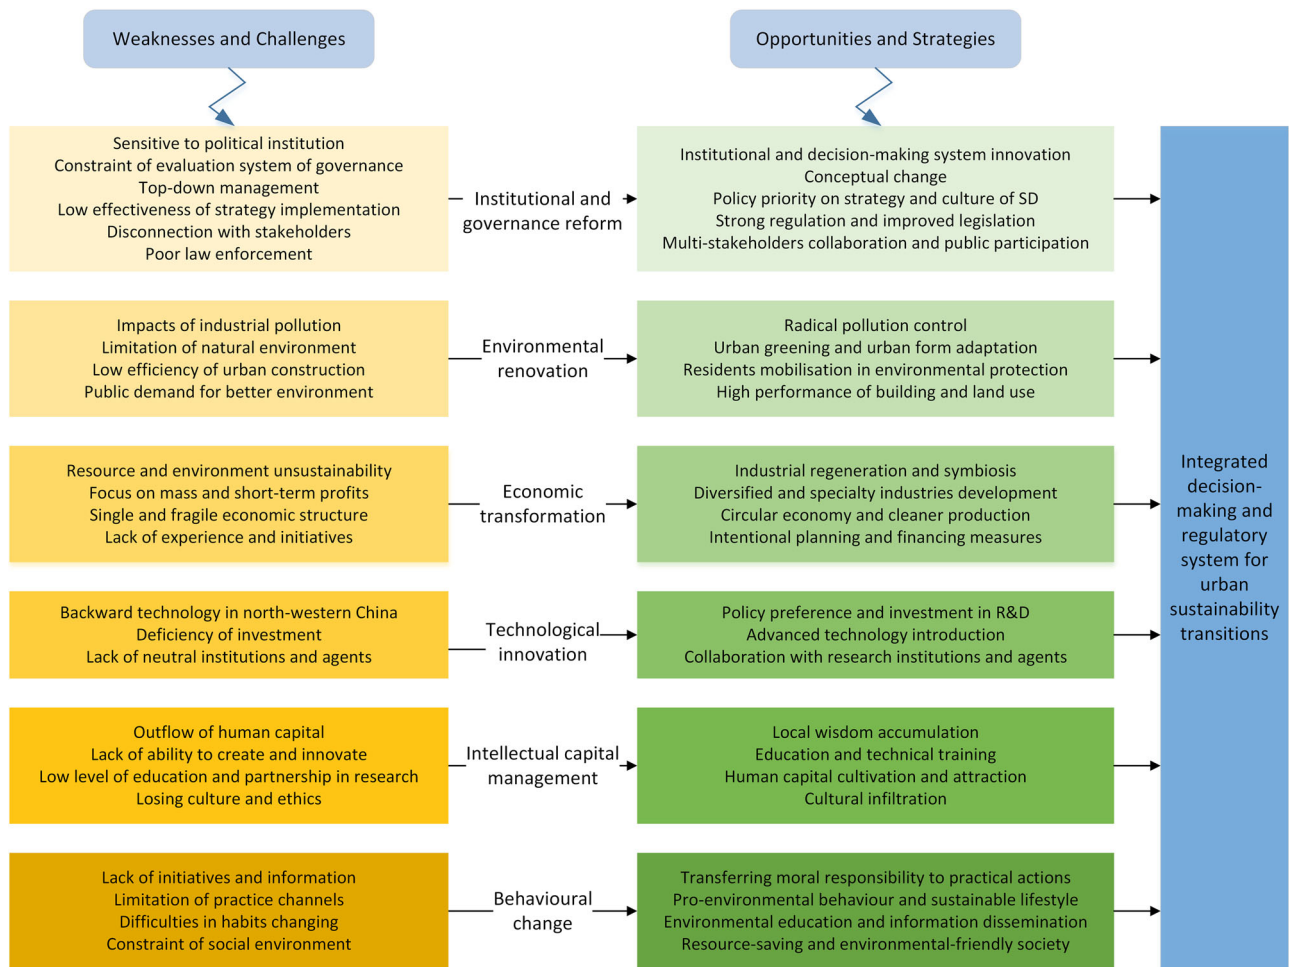 Weaknesses and Challenges
Opportunities and Strategies
Sensitive to political institution
Constraint of evaluation system of governance
Top-down management
Low effectiveness of strategy implementation
Disconnection with stakeholders
Poor law enforcement
Institutional and
governance reform
Institutional and decision-making system innovation
Conceptual change
Policy priority on strategy and culture of SD
Strong regulation and improved legislation
Multi-stakeholders collaboration and public participation
Impacts of industrial pollution
Limitation of natural environment
Low efficiency of urban construction
Public demand for better environment
Environmental
renovation
Radical pollution control
Urban greening and urban form adaptation
Residents mobilisation in environmental protection
High performance of building and land use
Resource and environment unsustainability
Focus on mass and short-term profits
Single and fragile economic structure
Lack of experience and initiatives
Economic
transformation
Industrial regeneration and symbiosis
Diversified and specialty industries development
Circular economy and cleaner production
Intentional planning and financing measures
Backward technology in north-western China
Deficiency of investment
Lack of neutral institutions and agents
Technological
innovation
Policy preference and investment in R&D
Advanced technology introduction
Collaboration with research institutions and agents
Outflow of human capital
Lack of ability to create and innovate
Low level of education and partnership in research
Losing culture and ethics
Intellectual capital
management
Local wisdom accumulation
Education and technical training
Human capital cultivation and attraction
Cultural infiltration
Lack of initiatives and information
Limitation of practice channels
Difficulties in habits changing
Constraint of social environment
Behavioural
change
Transferring moral responsibility to practical actions
Pro-environmental behaviour and sustainable lifestyle
Environmental education and information dissemination
Resource-saving and environmental-friendly society
Integrated
decision-
making and
regulatory
system for
urban
sustainability
transitions